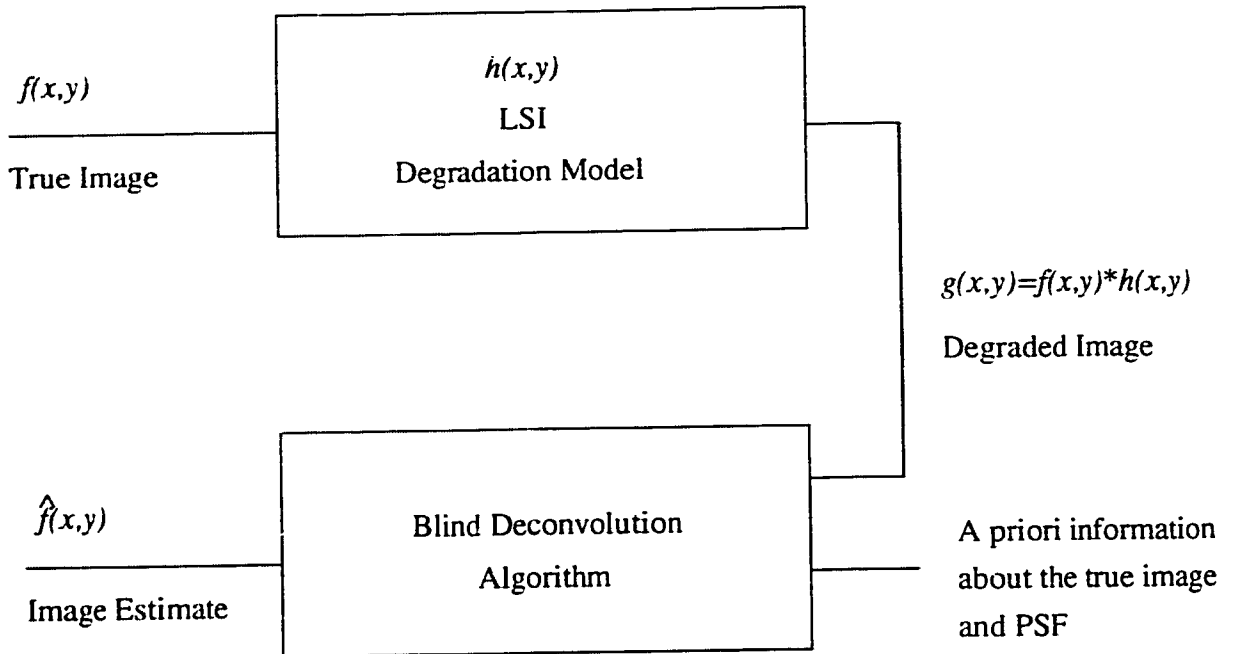 f(x,y)
True Image
h(x,y)
LSI
Degradation Model
g(x,y)=f(x,y)*h(x,y)
Degraded Image
f̂(x,y)
Image Estimate
Blind Deconvolution
Algorithm
A priori information
about the true image
and PSF